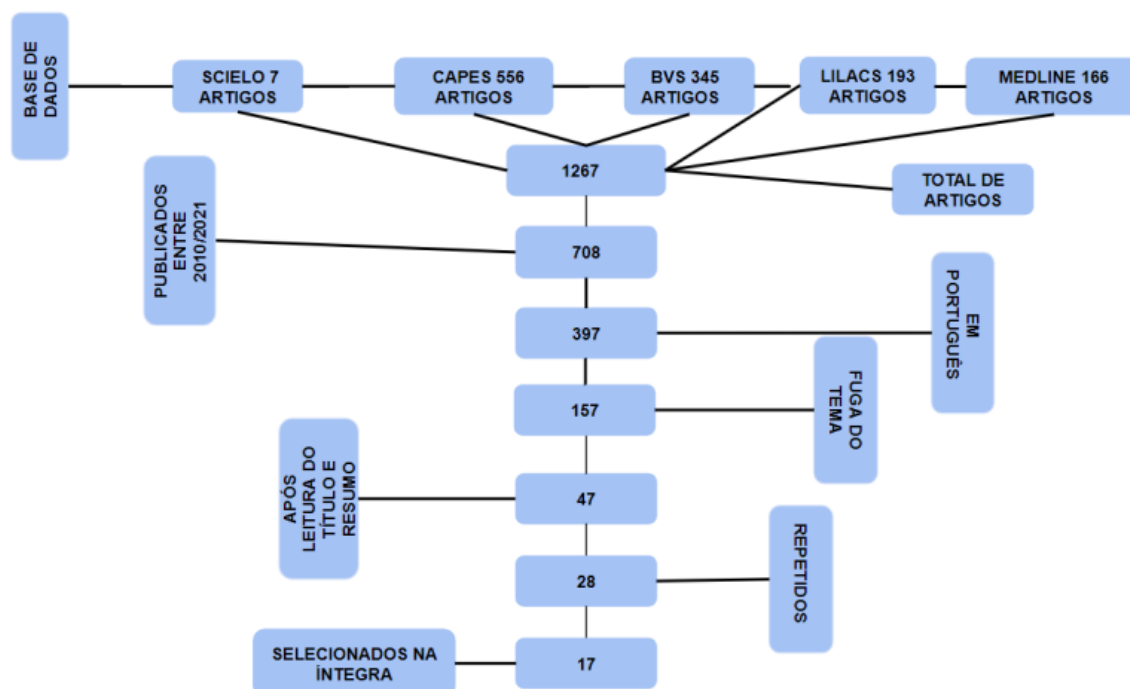 BASE DE
DADOS
SCIELO 7
ARTIGOS
CAPES 556
ARTIGOS
BVS 345
ARTIGOS
LILACS 193
ARTIGOS
MEDLINE 166
ARTIGOS
1267
TOTAL DE
ARTIGOS
PUBLICADOS
ENTRE
2010/2021
708
397
EM
PORTUGUÊS
157
FUGA DO
TEMA
APÓS
LEITURA DO
TÍTULO E
RESUMO
47
28
REPETIDOS
SELECIONADOS NA
ÍNTEGRA
17